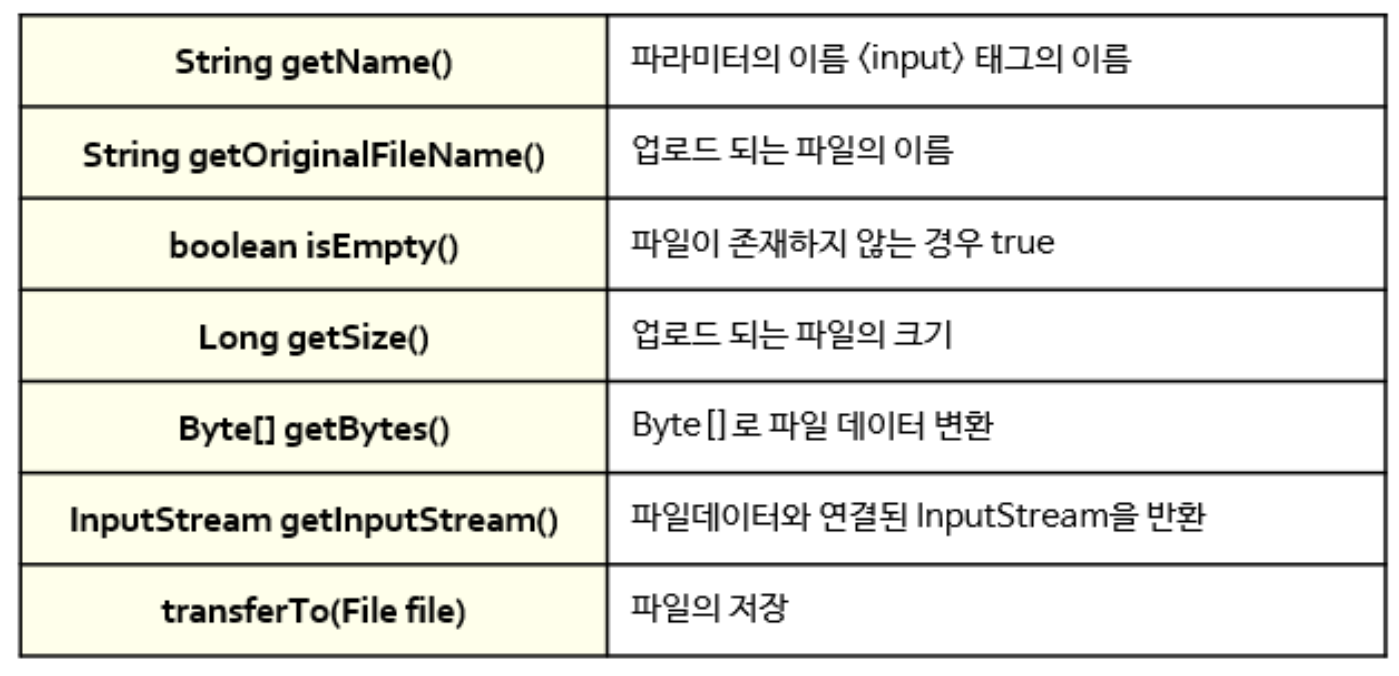 String getName()
파라미터의 이름 <input> 태그의 이름
String getOriginalFileName()
업로드 되는 파일의 이름
boolean isEmpty()
파일이 존재하지 않는 경우 true
Long getSize()
업로드 되는 파일의 크기
Byte[] getBytes()
Byte[]로 파일 데이터 변환
InputStream getInputStream()
파일데이터와 연결된 InputStream을 반환
transferTo(File file)
파일의 저장